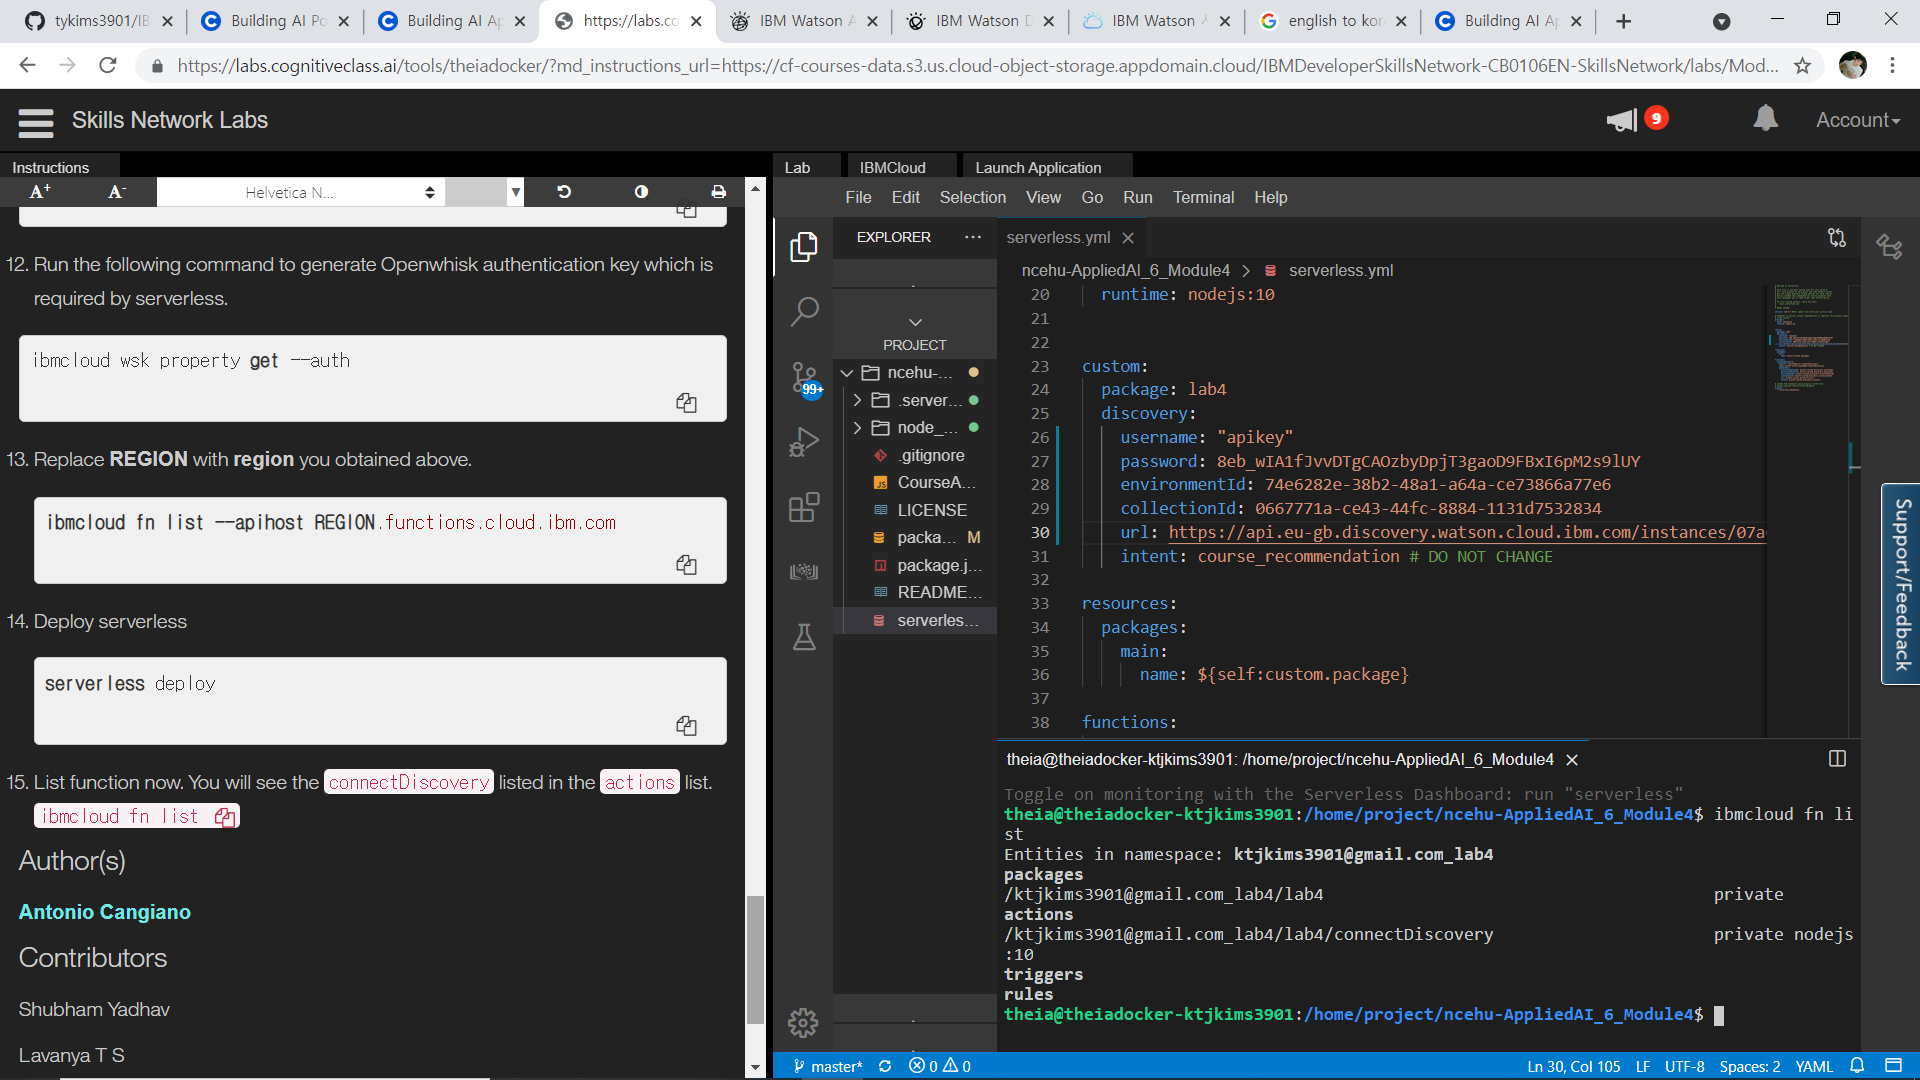 tykims3901/IB
Building AI Po
Building AI Ap
https://labs.co
IBM Watson A
IBM Watson D
IBM Watson
english to kor
Building AI Ap
https://labs.cognitiveclass.ai/tools/theiadocker/?md_instructions_url=https://cf-courses-data.s3.us.cloud-object-storage.appdomain.cloud/IBMDeveloperSkillsNetwork-CB0106EN-SkillsNetwork/labs/Mod...
Skills Network Labs
9
Account
Instructions
A+ A- Helvetica N...
12. Run the following command to generate Openwhisk authentication key which is
required by serverless.
ibmcloud wsk property get --auth
13. Replace REGION with region you obtained above.
ibmcloud fn list --apihost REGION.functions.cloud.ibm.com
14. Deploy serverless
serverless deploy
15. List function now. You will see the connectDiscovery listed in the actions list.
ibmcloud fn list
Author(s)
Antonio Cangiano
Contributors
Shubham Yadhav
Lavanya T S
Lab IBMCloud Launch Application
File Edit Selection View Go Run Terminal Help
99+
EXPLORER ...
PROJECT
ncehu-...
.server...
node_...
.gitignore
CourseA...
LICENSE
packa... M
package.j...
README...
serverles...
serverless.yml
ncehu-AppliedAI_6_Module4 > serverless.yml
20 runtime: nodejs:10
21
22
23 custom:
24 package: lab4
25 discovery:
26 username: "apikey"
27 password: 8eb_wIA1fJvvDTgCAOzbyDpjT3gaoD9FBxI6pM2s9lUY
28 environmentId: 74e6282e-38b2-48a1-a64a-ce73866a77e6
29 collectionId: 0667771a-ce43-44fc-8884-1131d7532834
30 url: https://api.eu-gb.discovery.watson.cloud.ibm.com/instances/07a
31 intent: course_recommendation # DO NOT CHANGE
32
33 resources:
34 packages:
35 main:
36 name: ${self:custom.package}
37
38 functions:
theia@theiadocker-ktjkims3901: /home/project/ncehu-AppliedAI_6_Module4
Toggle on monitoring with the Serverless Dashboard: run "serverless"
theia@theiadocker-ktjkims3901:/home/project/ncehu-AppliedAI_6_Module4$ ibmcloud fn li
st
Entities in namespace: ktjkims3901@gmail.com_lab4
packages
/ktjkims3901@gmail.com_lab4/lab4 private
actions
/ktjkims3901@gmail.com_lab4/lab4/connectDiscovery private nodejs
:10
triggers
rules
theia@theiadocker-ktjkims3901:/home/project/ncehu-AppliedAI_6_Module4$
Support/Feedback
master* 0 0 Ln 30, Col 105 LF UTF-8 Spaces: 2 YAML